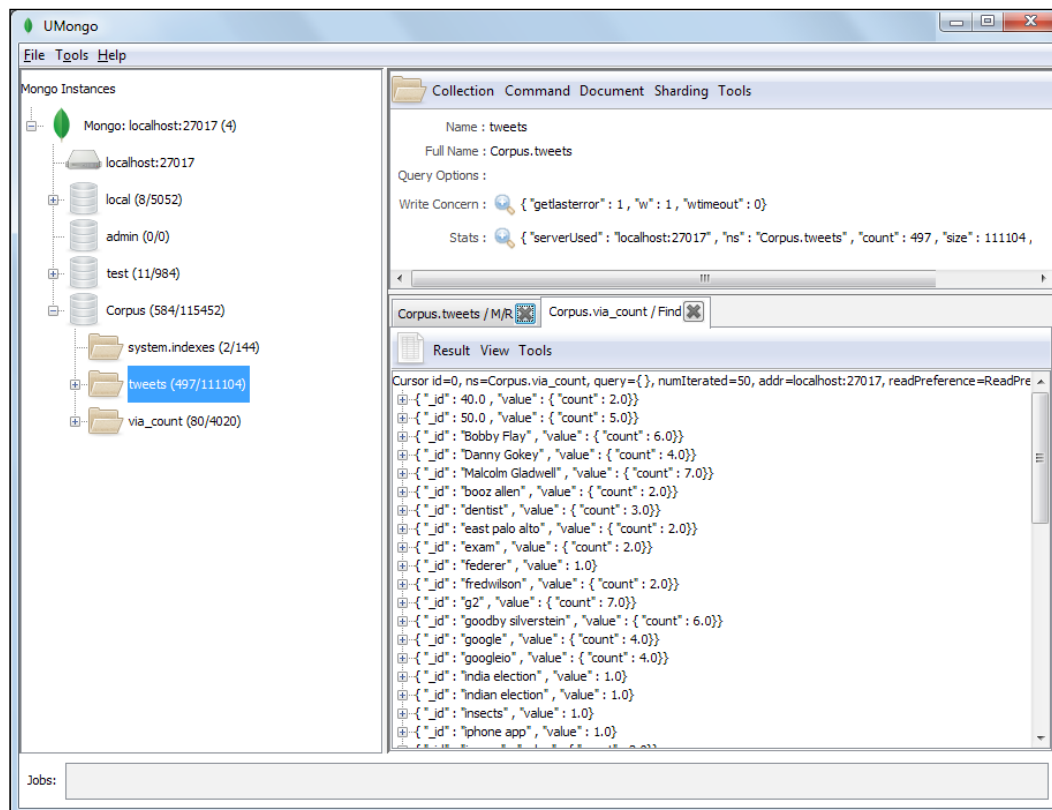 UMongo
File Tools Help
Mongo Instances
Mongo: localhost:27017 (4)
localhost:27017
local (8/5052)
admin (0/0)
test (11/984)
Corpus (584/115452)
system.indexes (2/144)
tweets (497/111104)
via_count (80/4020)
Collection Command Document Sharding Tools
Name : tweets
Full Name : Corpus.tweets
Query Options :
Write Concern : { "getlasterror" : 1 , "w" : 1 , "wtimeout" : 0}
Stats : { "serverUsed" : "localhost:27017" , "ns" : "Corpus.tweets" , "count" : 497 , "size" : 111104 ,
Corpus.tweets / M/R Corpus.via_count / Find
Result View Tools
Cursor id=0, ns=Corpus.via_count, query={ }, numIterated=50, addr=localhost:27017, readPreference=ReadPre
{ "_id" : 40.0 , "value" : { "count" : 2.0}}
{ "_id" : 50.0 , "value" : { "count" : 5.0}}
{ "_id" : "Bobby Flay" , "value" : { "count" : 6.0}}
{ "_id" : "Danny Gokey" , "value" : { "count" : 4.0}}
{ "_id" : "Malcolm Gladwell" , "value" : { "count" : 7.0}}
{ "_id" : "booz allen" , "value" : { "count" : 2.0}}
{ "_id" : "dentist" , "value" : { "count" : 3.0}}
{ "_id" : "east palo alto" , "value" : { "count" : 2.0}}
{ "_id" : "exam" , "value" : { "count" : 2.0}}
{ "_id" : "federer" , "value" : 1.0}
{ "_id" : "fredwilson" , "value" : { "count" : 2.0}}
{ "_id" : "g2" , "value" : { "count" : 7.0}}
{ "_id" : "goodby silverstein" , "value" : { "count" : 6.0}}
{ "_id" : "google" , "value" : { "count" : 4.0}}
{ "_id" : "googleio" , "value" : { "count" : 4.0}}
{ "_id" : "india election" , "value" : 1.0}
{ "_id" : "indian election" , "value" : 1.0}
{ "_id" : "insects" , "value" : 1.0}
{ "_id" : "iphone app" , "value" : 1.0}
Jobs: